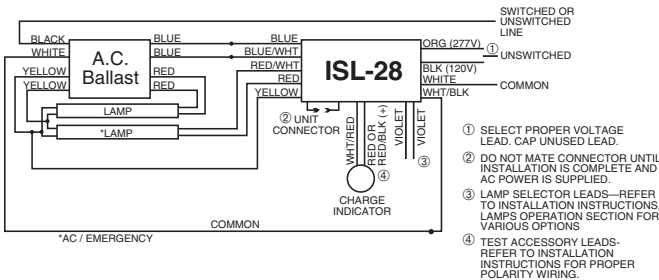 SWITCHED OR
UNSWITCHED
LINE
BLACK
BLUE
BLUE
ORG (277V)
①
UNSWITCHED
WHITE
BLUE
BLUE/WHT
A.C.
Ballast
ISL-28
YELLOW
RED
RED/WHT
BLK (120V)
YELLOW
RED
RED
WHITE
COMMON
YELLOW
WHT/BLK
LAMP
*LAMP
② UNIT
CONNECTOR
WHT/RED
RED OR
RED/BLK (+)
VIOLET
VIOLET
③
④
CHARGE
INDICATOR
COMMON
*AC / EMERGENCY
① SELECT PROPER VOLTAGE
LEAD. CAP UNUSED LEAD.
② DO NOT MATE CONNECTOR UNTIL
INSTALLATION IS COMPLETE AND
AC POWER IS SUPPLIED.
③ LAMP SELECTOR LEADS—REFER
TO INSTALLATION INSTRUCTIONS,
LAMPS OPERATION SECTION FOR
VARIOUS OPTIONS
④ TEST ACCESSORY LEADS-
REFER TO INSTALLATION
INSTRUCTIONS FOR PROPER
POLARITY WIRING.